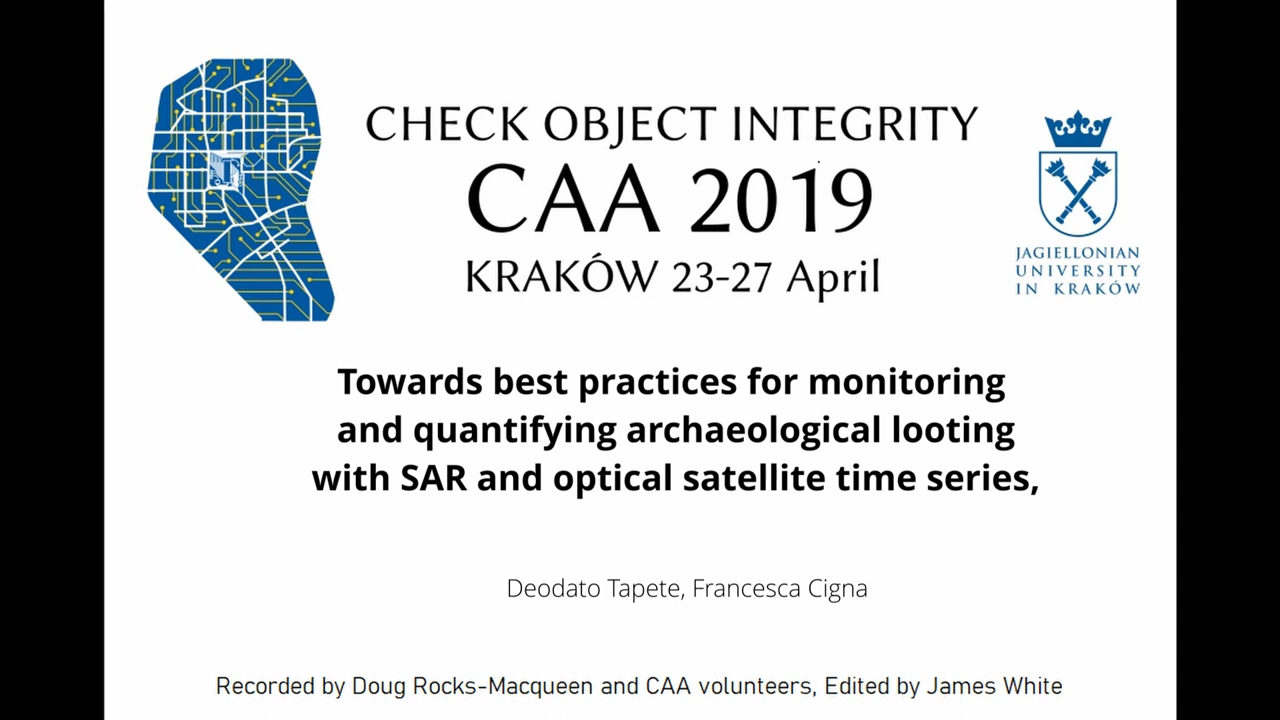 CHECK OBJECT INTEGRITY
CAA 2019
KRAKÓW 23-27 April
JAGIELLONIAN
UNIVERSITY
IN KRAKÓW
Towards best practices for monitoring
and quantifying archaeological looting
with SAR and optical satellite time series,
Deodato Tapete, Francesca Cigna
Recorded by Doug Rocks-Macqueen and CAA volunteers, Edited by James White